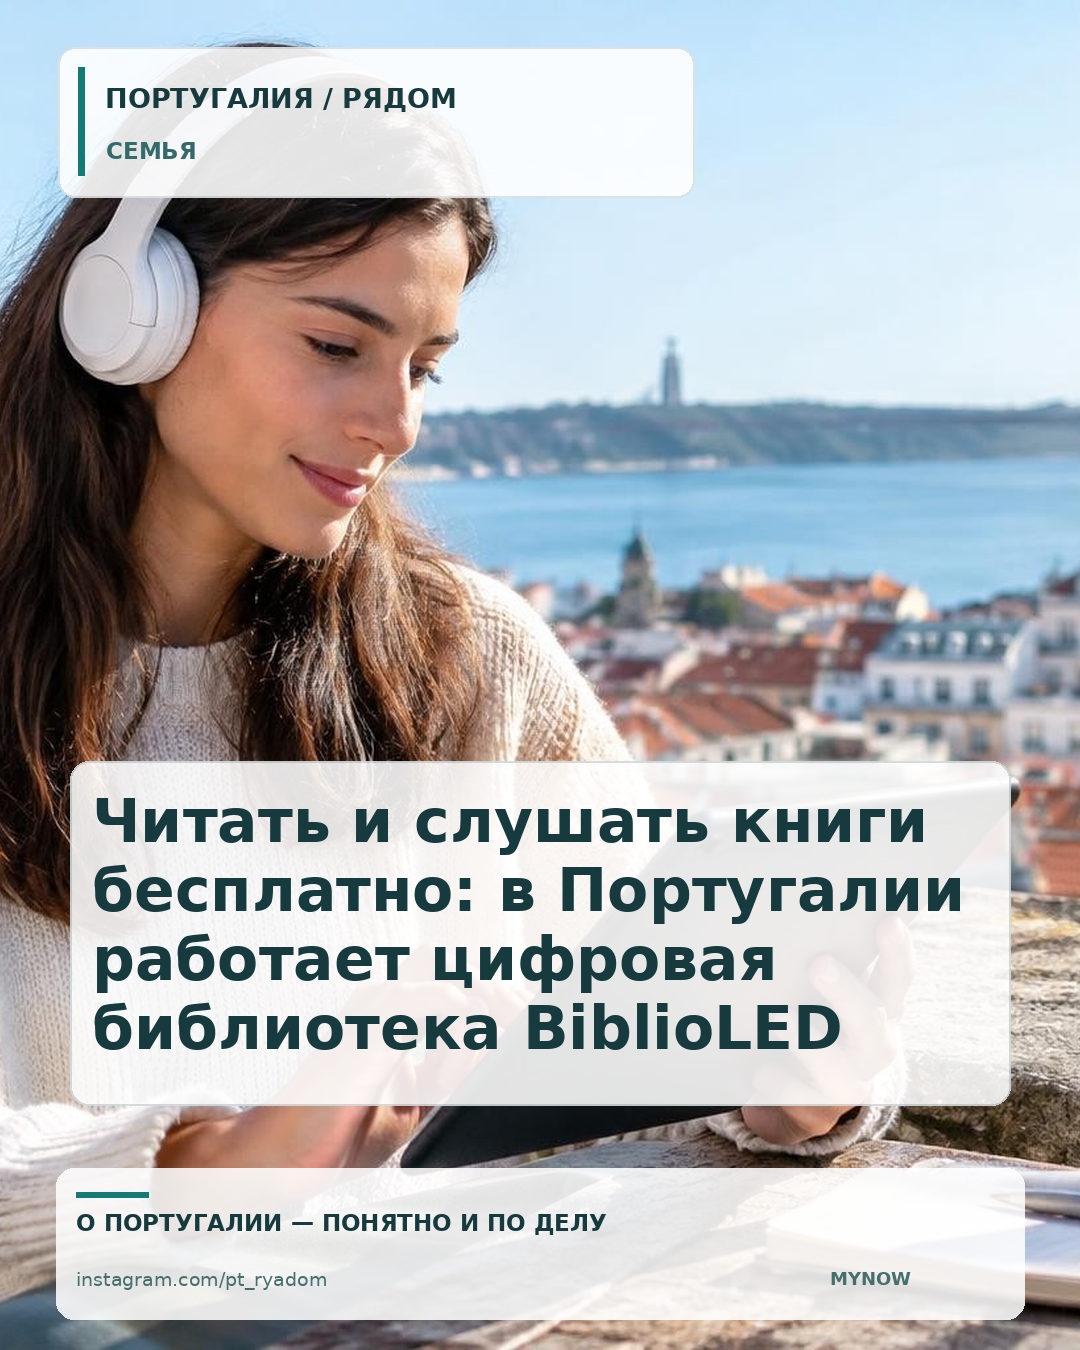 ПОРТУГАЛИЯ / РЯДОМ
СЕМЬЯ
Читать и слушать книги
бесплатно: в Португалии
работает цифровая
библиотека BiblioLED
О ПОРТУГАЛИИ — ПОНЯТНО И ПО ДЕЛУ
instagram.com/pt_ryadom
MYNOW